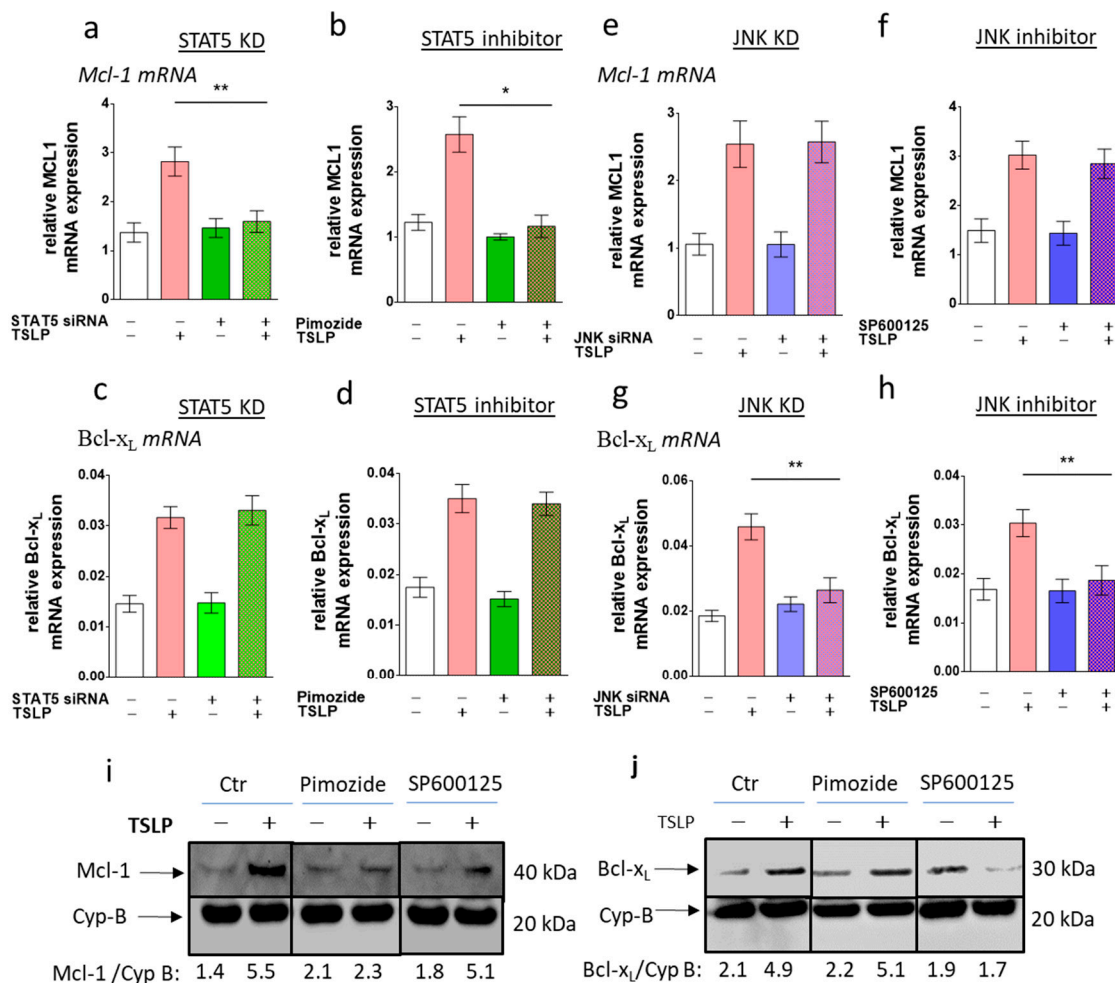 a
STAT5 KD
Mcl-1 mRNA
**
relative MCL1
mRNA expression
4
3
2
1
0
STAT5 siRNA – – + +
TSLP – + – +
b
STAT5 inhibitor
*
relative MCL1
mRNA expression
3
2
1
0
Pimozide – – + +
TSLP – + – +
e
JNK KD
Mcl-1 mRNA
relative MCL1
mRNA expression
3
2
1
0
JNK siRNA – – + +
TSLP – + – +
f
JNK inhibitor
relative MCL1
mRNA expression
4
3
2
1
0
SP600125 – – + +
TSLP – + – +
c
STAT5 KD
Bcl-xL mRNA
relative Bcl-xL
mRNA expression
0.04
0.03
0.02
0.01
0.00
STAT5 siRNA – – + +
TSLP – + – +
d
STAT5 inhibitor
relative Bcl-xL
mRNA expression
0.04
0.03
0.02
0.01
0.00
Pimozide – – + +
TSLP – + – +
g
JNK KD
Bcl-xL mRNA
**
relative Bcl-xL
mRNA expression
0.06
0.04
0.02
0.00
JNK siRNA – – + +
TSLP – + – +
h
JNK inhibitor
**
relative Bcl-xL
mRNA expression
0.04
0.03
0.02
0.01
0.00
SP600125 – – + +
TSLP – + – +
i
Ctr Pimozide SP600125
TSLP – + – + – +
Mcl-1 40 kDa
Cyp-B 20 kDa
Mcl-1 /Cyp B: 1.4 5.5 2.1 2.3 1.8 5.1
j
Ctr Pimozide SP600125
TSLP – + – + – +
Bcl-xL 30 kDa
Cyp-B 20 kDa
Bcl-xL/Cyp B: 2.1 4.9 2.2 5.1 1.9 1.7